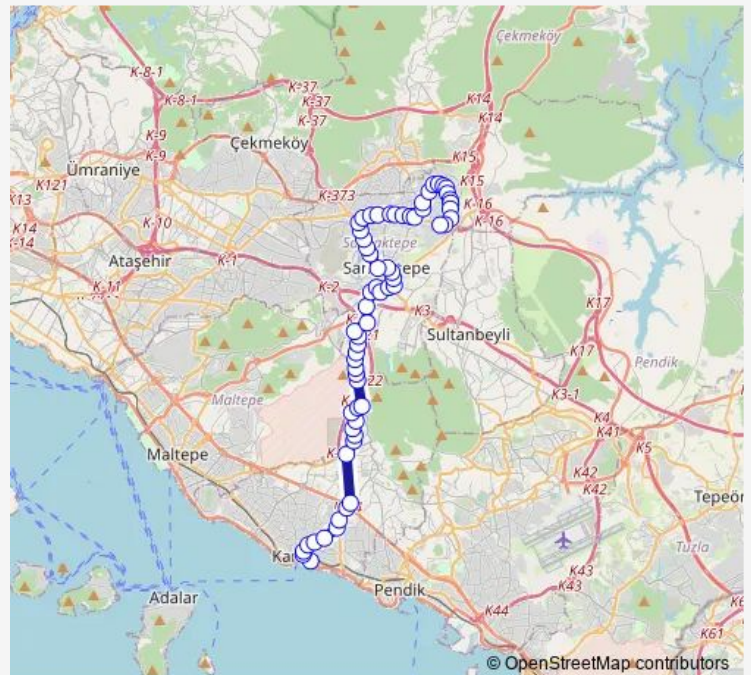 Çekmeköy
K-8-1
K-37
K-8-1
K-37
K14
K-37
K14
K-9
Çekmeköy
K-9
K15
Ümraniye
K15
K121
K-373
K-16
K13
K-16
K14
K-10
-14
Ataşehir
K-1
K-2
K-11
K3
K17
Sultanbeyli
Pendik
K17
22
Maltepe
K3-1
K4
K41
K5
Maltepe
K42
K42
Tepeör
Tuzla
Adalar
Pendik
K43
K43
K44
K61
© OpenStreetMap contributors